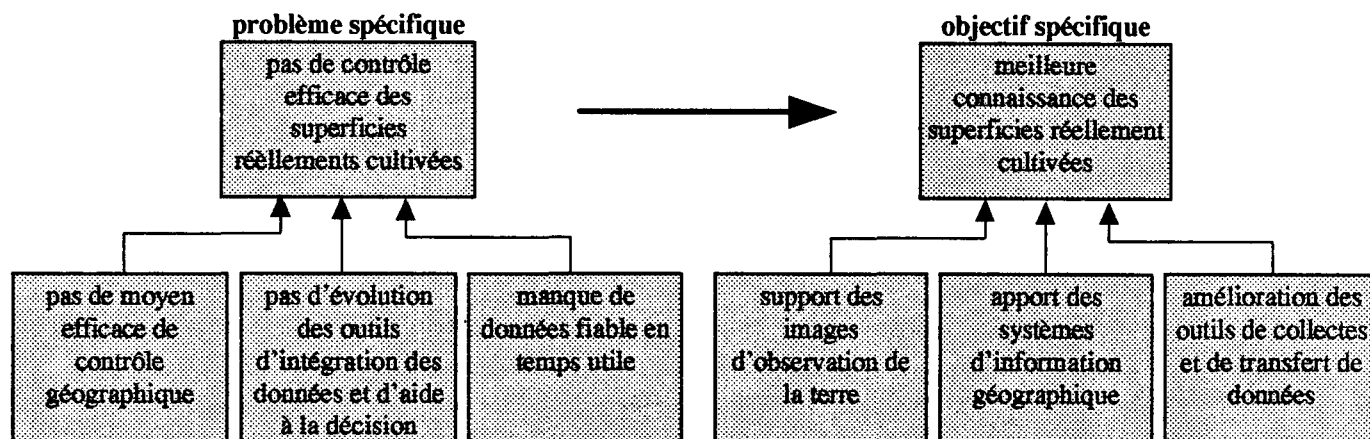 problème spécifique
pas de contrôle
efficace des
superficies
réèllements cultivées
objectif spécifique
meilleure
connaissance des
superficies réellement
cultivées
pas de moyen
efficace de
contrôle
géographique
pas d'évolution
des outils
d'intégration des
données et d'aide
à la décision
manque de
données fiable en
temps utile
support des
images
d'observation de
la terre
apport des
systèmes
d'information
géographique
amélioration des
outils de collectes
et de transfert de
données